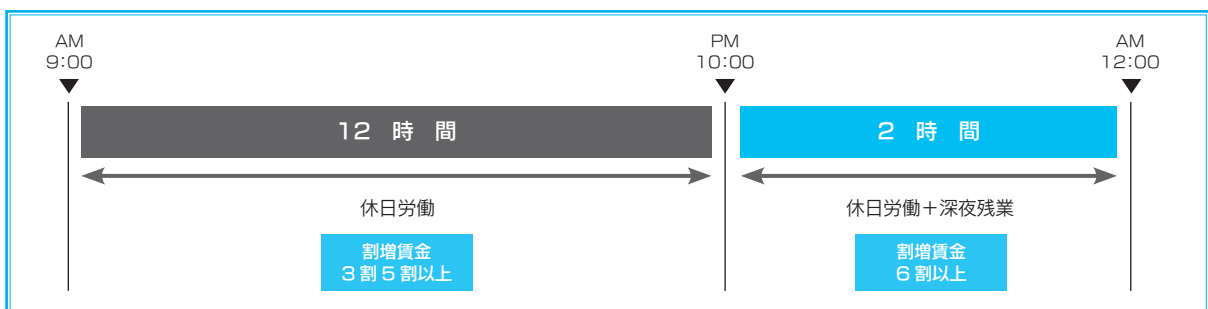 AM
9:00
PM
10:00
AM
12:00
12 時 間
2 時 間
休日労働
休日労働＋深夜残業
割増賃金
3割5割以上
割増賃金
6割以上